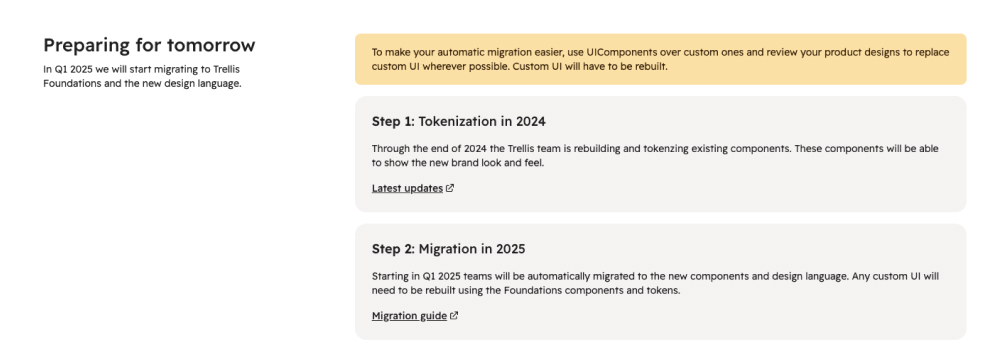 Preparing for tomorrow
In Q1 2025 we will start migrating to Trellis
Foundations and the new design language.
To make your automatic migration easier, use UIComponents over custom ones and review your product designs to replace
custom UI wherever possible. Custom UI will have to be rebuilt.
Step 1: Tokenization in 2024
Through the end of 2024 the Trellis team is rebuilding and tokenzing existing components. These components will be able
to show the new brand look and feel.
Latest updates
Step 2: Migration in 2025
Starting in Q1 2025 teams will be automatically migrated to the new components and design language. Any custom UI will
need to be rebuilt using the Foundations components and tokens.
Migration guide